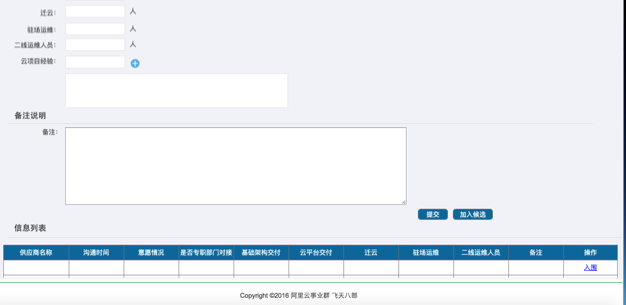 迁云: 人
驻场运维: 人
二线运维人员: 人
云项目经验:
备注说明
备注:
提交 加入候选
信息列表
供应商名称 沟通时间 意愿情况 是否专职部门对接 基础架构交付 云平台交付 迁云 驻场运维 二线运维人员 备注 操作
入围
Copyright ©2016 阿里云事业群 飞天八部